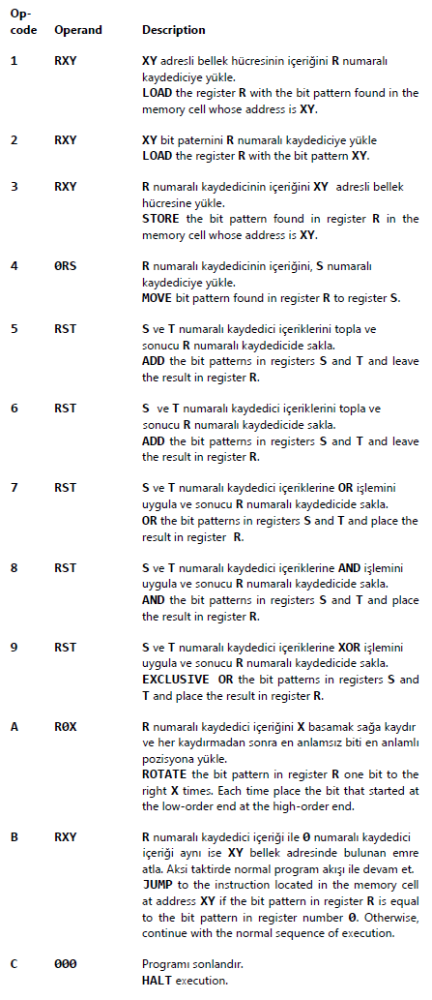 Op-
code Operand Description
1 RXY XY adresli bellek hücresinin içeriğini R numaralı
kaydediciye yükle.
LOAD the register R with the bit pattern found in the
memory cell whose address is XY.
2 RXY XY bit paternini R numaralı kaydediciye yükle
LOAD the register R with the bit pattern XY.
3 RXY R numaralı kaydedicinin içeriğini XY adresli bellek
hücresine yükle.
STORE the bit pattern found in register R in the
memory cell whose address is XY.
4 0RS R numaralı kaydedicinin içeriğini, S numaralı
kaydediciye yükle.
MOVE bit pattern found in register R to register S.
5 RST S ve T numaralı kaydedici içeriklerini topla ve
sonucu R numaralı kaydedicide sakla.
ADD the bit patterns in registers S and T and leave
the result in register R.
6 RST S ve T numaralı kaydedici içeriklerini topla ve
sonucu R numaralı kaydedicide sakla.
ADD the bit patterns in registers S and T and leave
the result in register R.
7 RST S ve T numaralı kaydedici içeriklerine OR işlemini
uygula ve sonucu R numaralı kaydedicide sakla.
OR the bit patterns in registers S and T and place the
result in register R.
8 RST S ve T numaralı kaydedici içeriklerine AND işlemini
uygula ve sonucu R numaralı kaydedicide sakla.
AND the bit patterns in registers S and T and place
the result in register R.
9 RST S ve T numaralı kaydedici içeriklerine XOR işlemini
uygula ve sonucu R numaralı kaydedicide sakla.
EXCLUSIVE OR the bit patterns in registers S and
T and place the result in register R.
A R0X R numaralı kaydedici içeriğini X basamak sağa kaydır
ve her kaydırmadan sonra en anlamsız biti en anlamlı
pozisyona yükle.
ROTATE the bit pattern in register R one bit to the
right X times. Each time place the bit that started at
the low-order end at the high-order end.
B RXY R numaralı kaydedici içeriği ile 0 numaralı kaydedici
içeriği aynı ise XY bellek adresinde bulunan emre
atla. Aksi taktirde normal program akışı ile devam et.
JUMP to the instruction located in the memory cell
at address XY if the bit pattern in register R is equal
to the bit pattern in register number 0. Otherwise,
continue with the normal sequence of execution.
C 000 Programı sonlandır.
HALT execution.